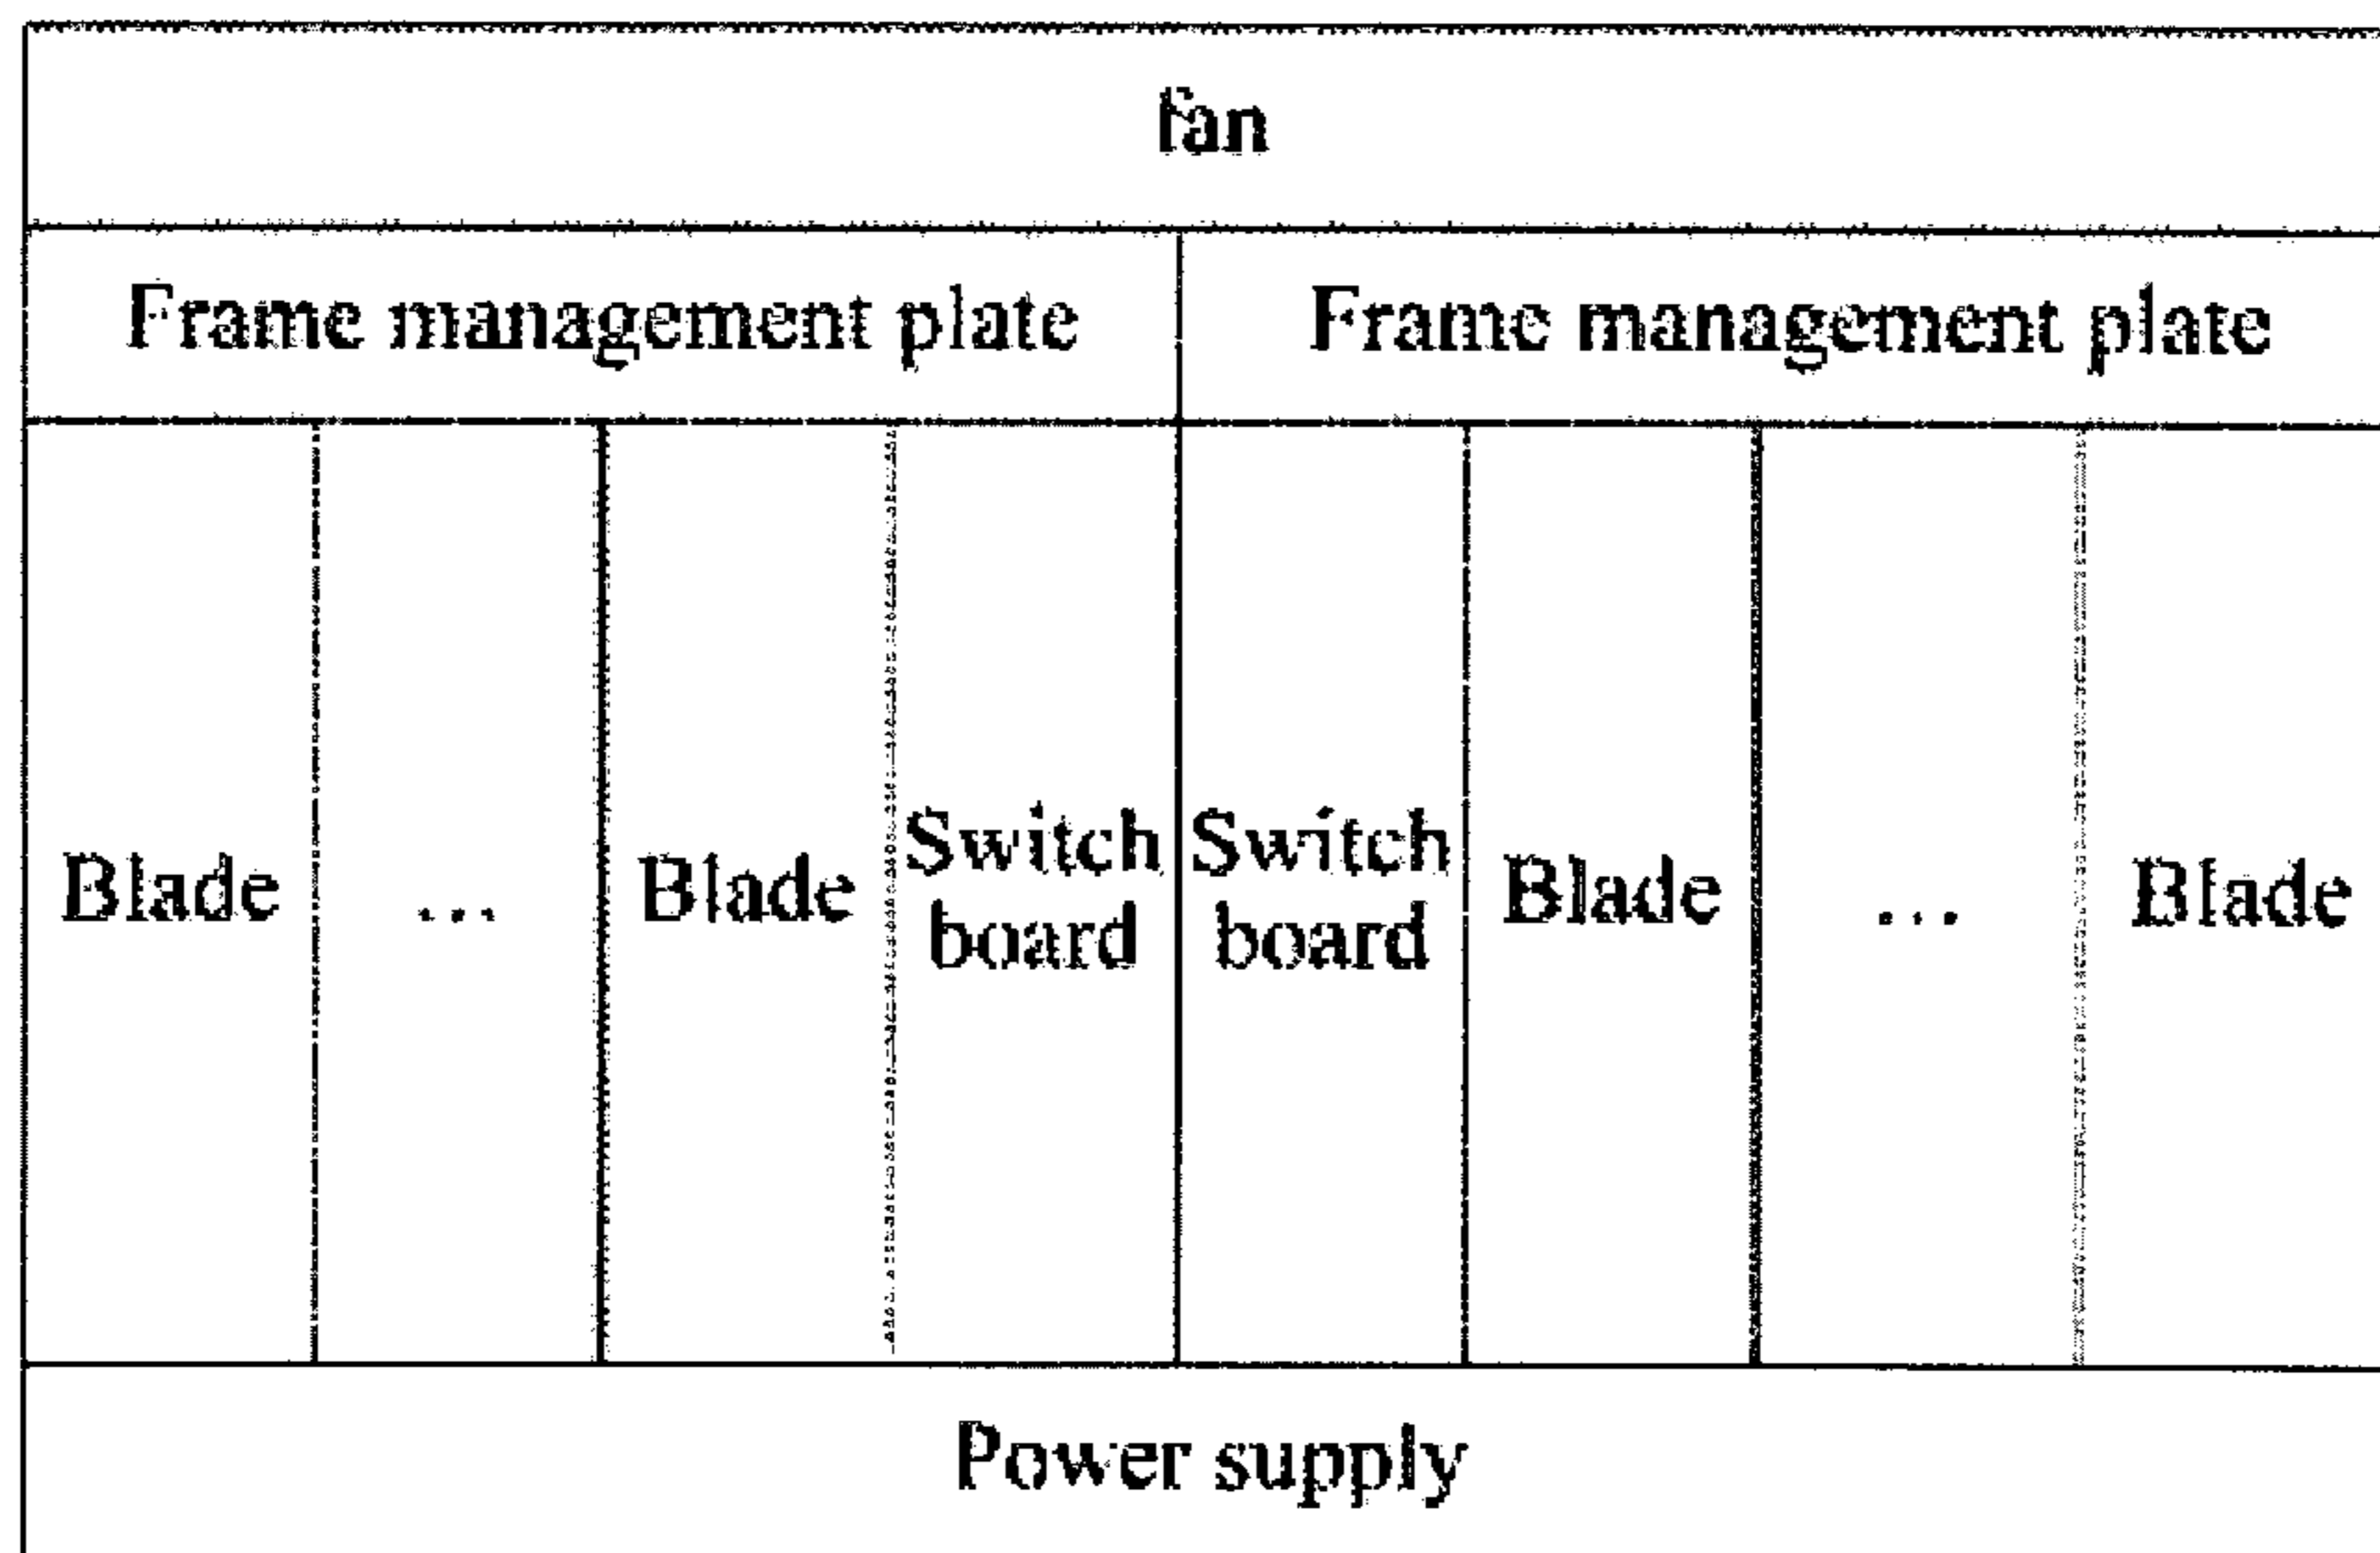 fan
Frame management plate
Frame management plate
Blade
...
Blade
Switch
board
Switch
board
Blade
...
Blade
Power supply